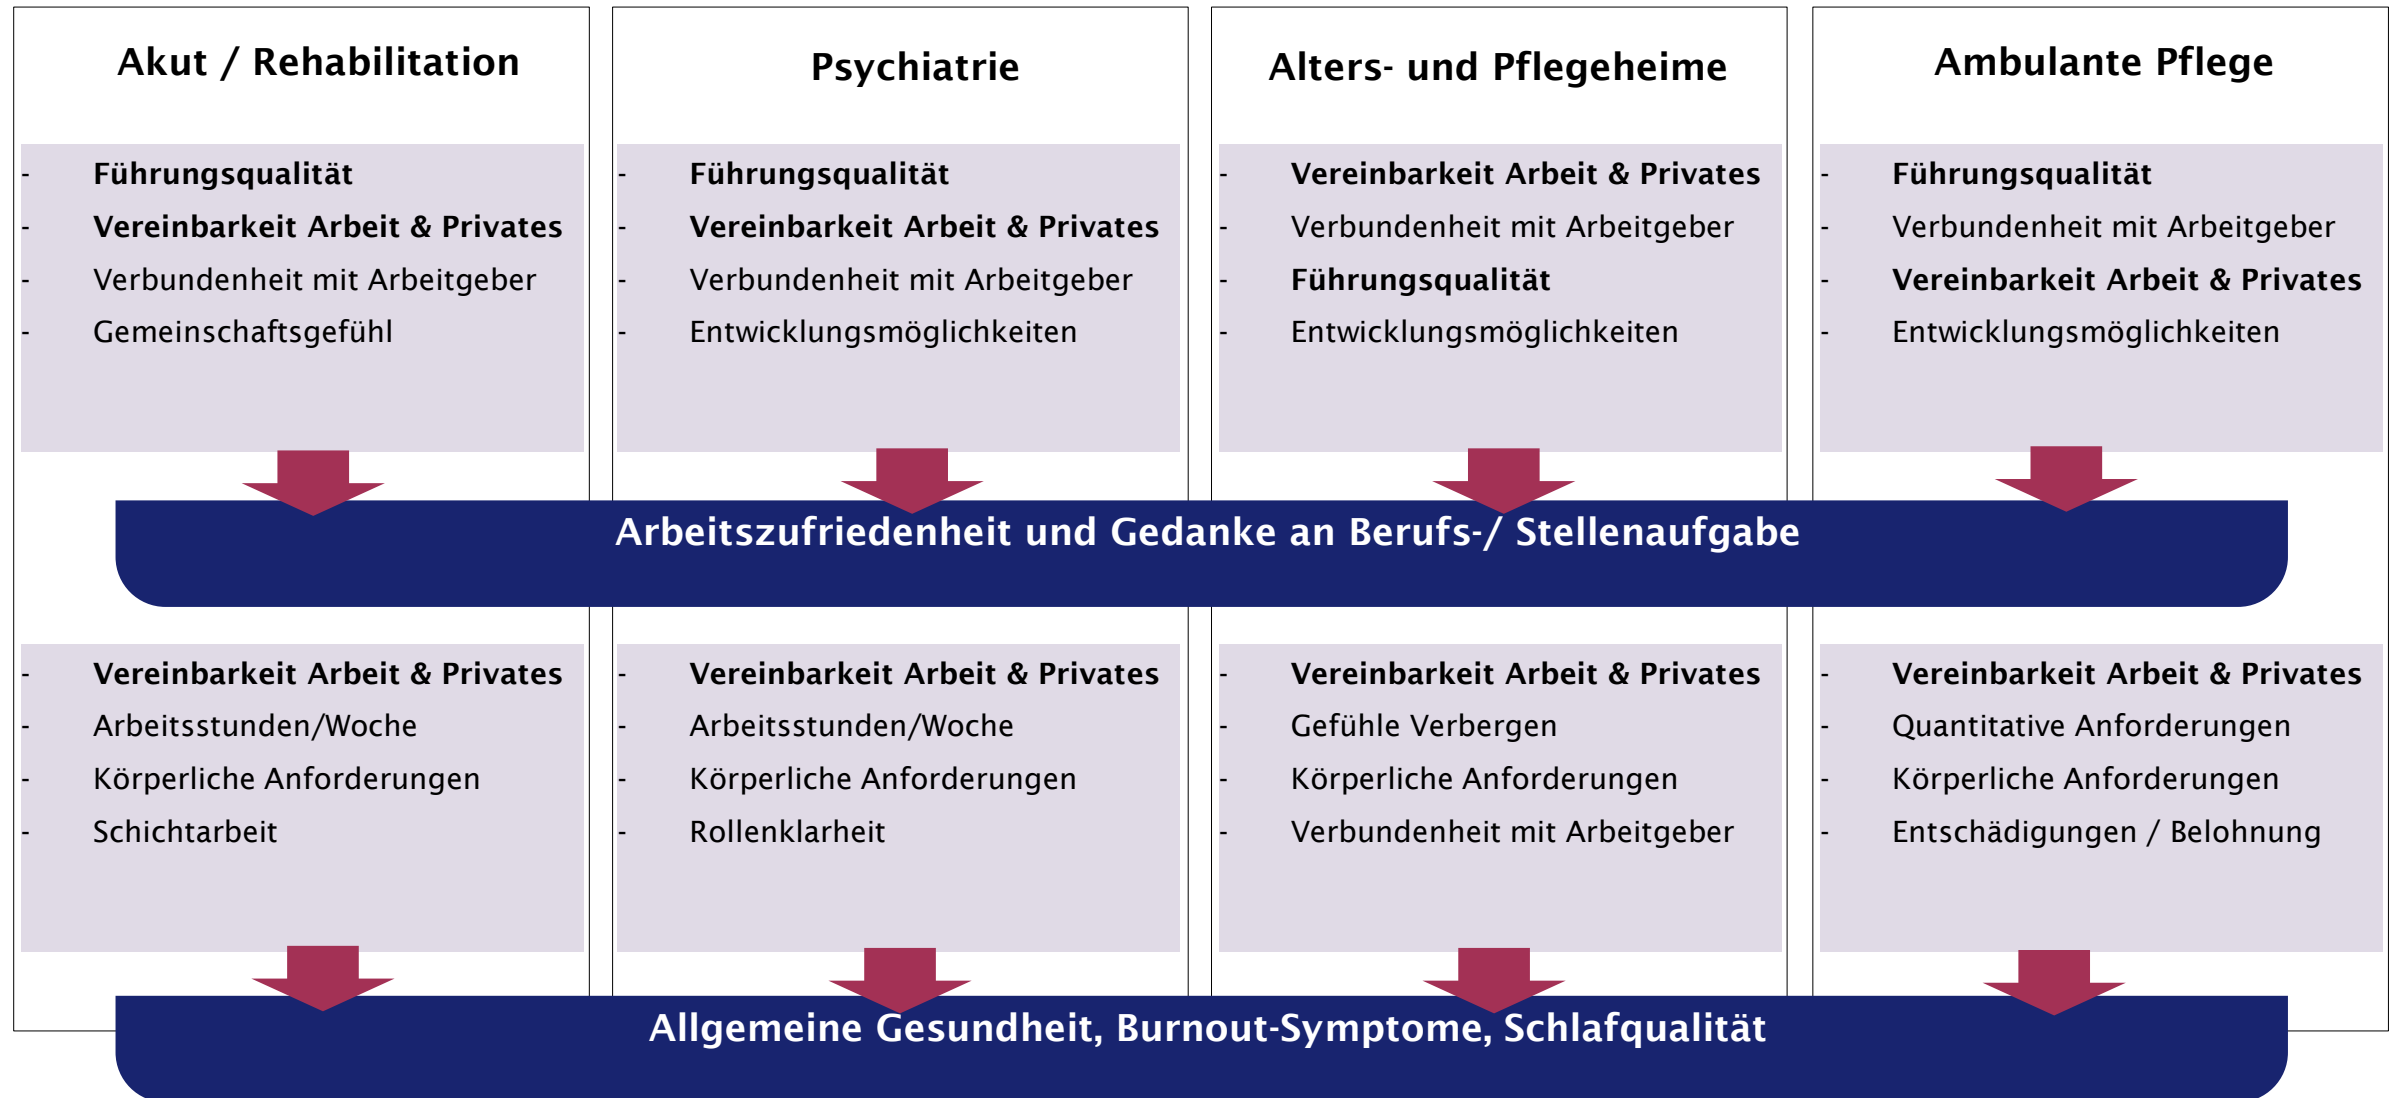 Akut / Rehabilitation
- Führungsqualität
- Vereinbarkeit Arbeit & Privates
- Verbundenheit mit Arbeitgeber
- Gemeinschaftsgefühl
Psychiatrie
- Führungsqualität
- Vereinbarkeit Arbeit & Privates
- Verbundenheit mit Arbeitgeber
- Entwicklungsmöglichkeiten
Alters- und Pflegeheime
- Vereinbarkeit Arbeit & Privates
- Verbundenheit mit Arbeitgeber
- Führungsqualität
- Entwicklungsmöglichkeiten
Ambulante Pflege
- Führungsqualität
- Verbundenheit mit Arbeitgeber
- Vereinbarkeit Arbeit & Privates
- Entwicklungsmöglichkeiten
Arbeitszufriedenheit und Gedanke an Berufs-/ Stellenaufgabe
- Vereinbarkeit Arbeit & Privates
- Arbeitsstunden/Woche
- Körperliche Anforderungen
- Schichtarbeit
- Vereinbarkeit Arbeit & Privates
- Arbeitsstunden/Woche
- Körperliche Anforderungen
- Rollenklarheit
- Vereinbarkeit Arbeit & Privates
- Gefühle Verbergen
- Körperliche Anforderungen
- Verbundenheit mit Arbeitgeber
- Vereinbarkeit Arbeit & Privates
- Quantitative Anforderungen
- Körperliche Anforderungen
- Entschädigungen / Belohnung
Allgemeine Gesundheit, Burnout-Symptome, Schlafqualität